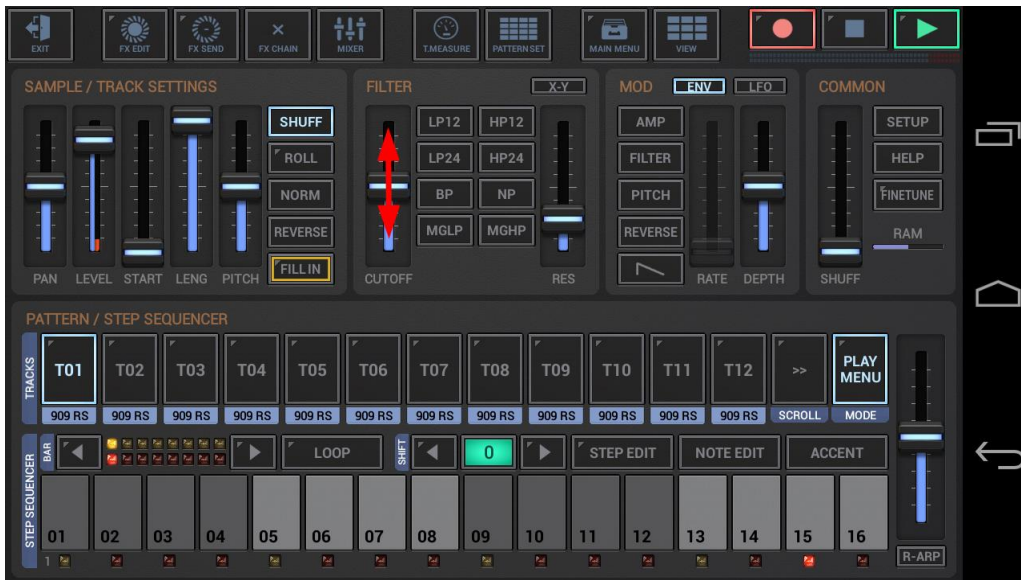 EXIT FX EDIT FX SEND FX CHAIN MIXER T.MEASURE PATTERN SET MAIN MENU VIEW
SAMPLE / TRACK SETTINGS
SHUFF
ROLL
NORM
REVERSE
FILL IN
PAN LEVEL START LENG PITCH
FILTER X-Y
LP12 HP12
LP24 HP24
BP NP
MGLP MGHP
CUTOFF RES
MOD ENV LFO
AMP
FILTER
PITCH
REVERSE
RATE DEPTH
COMMON
SETUP
HELP
FINETUNE
RAM
SHUFF
PATTERN / STEP SEQUENCER
TRACKS
T01 T02 T03 T04 T05 T06 T07 T08 T09 T10 T11 T12 >> PLAY MENU
909 RS 909 RS 909 RS 909 RS 909 RS 909 RS 909 RS 909 RS 909 RS 909 RS 909 RS 909 RS SCROLL MODE
STEP SEQUENCER
BAR LOOP SHIFT 0 STEP EDIT NOTE EDIT ACCENT
01 02 03 04 05 06 07 08 09 10 11 12 13 14 15 16
1 R-ARP